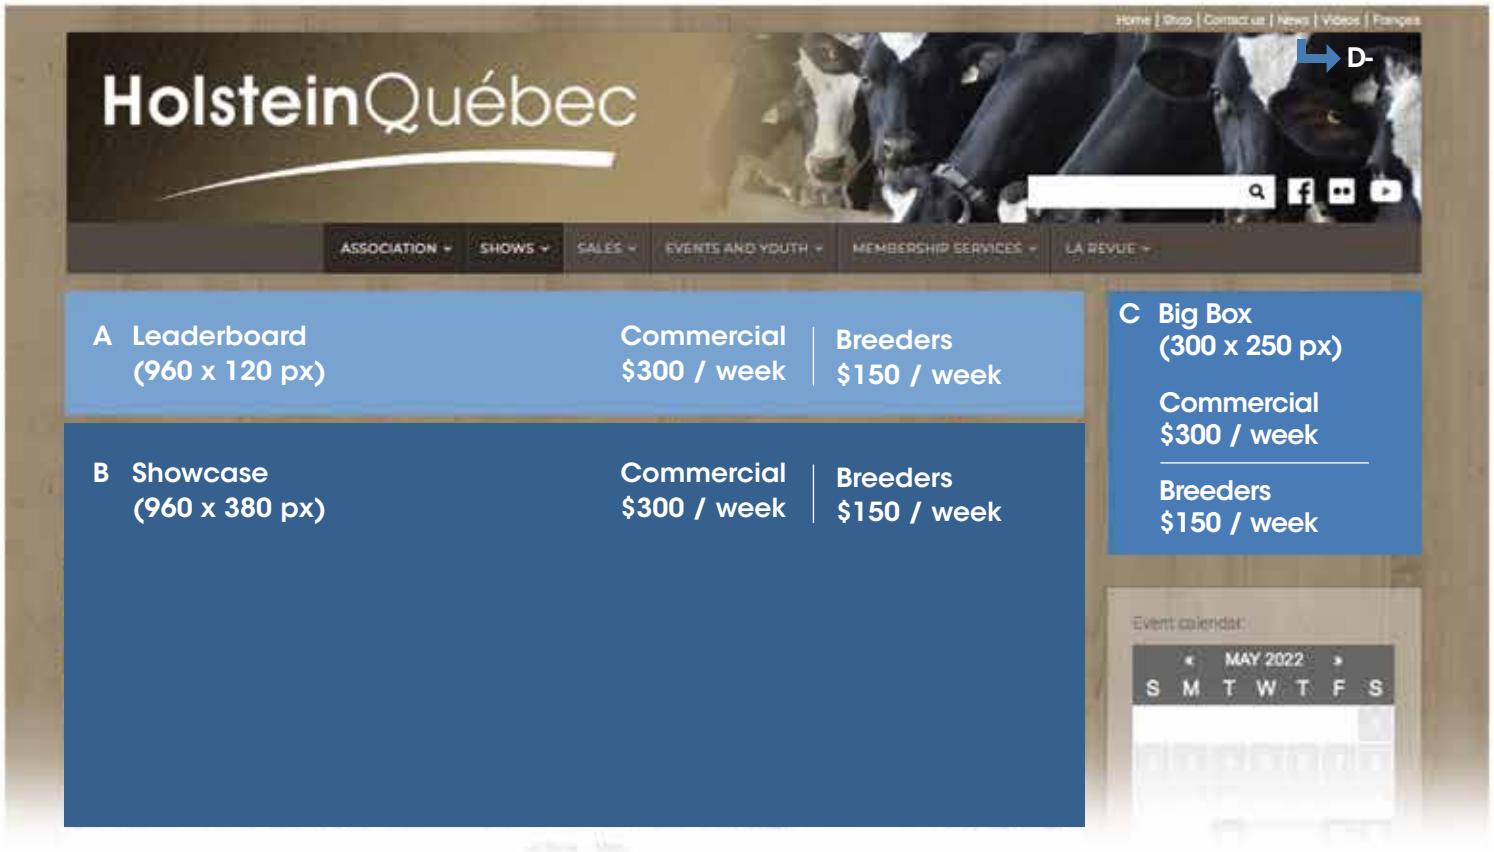 Home | Shop | Contact us | News | Videos | Français
D-
HolsteinQuébec
ASSOCIATION SHOWS SALES EVENTS AND YOUTH MEMBERSHIP SERVICES LA REVUE
A Leaderboard
(960 x 120 px)
Commercial
$300 / week
Breeders
$150 / week
C Big Box
(300 x 250 px)
Commercial
$300 / week
Breeders
$150 / week
B Showcase
(960 x 380 px)
Commercial
$300 / week
Breeders
$150 / week
Event calendar
« MAY 2022 »
S M T W T F S